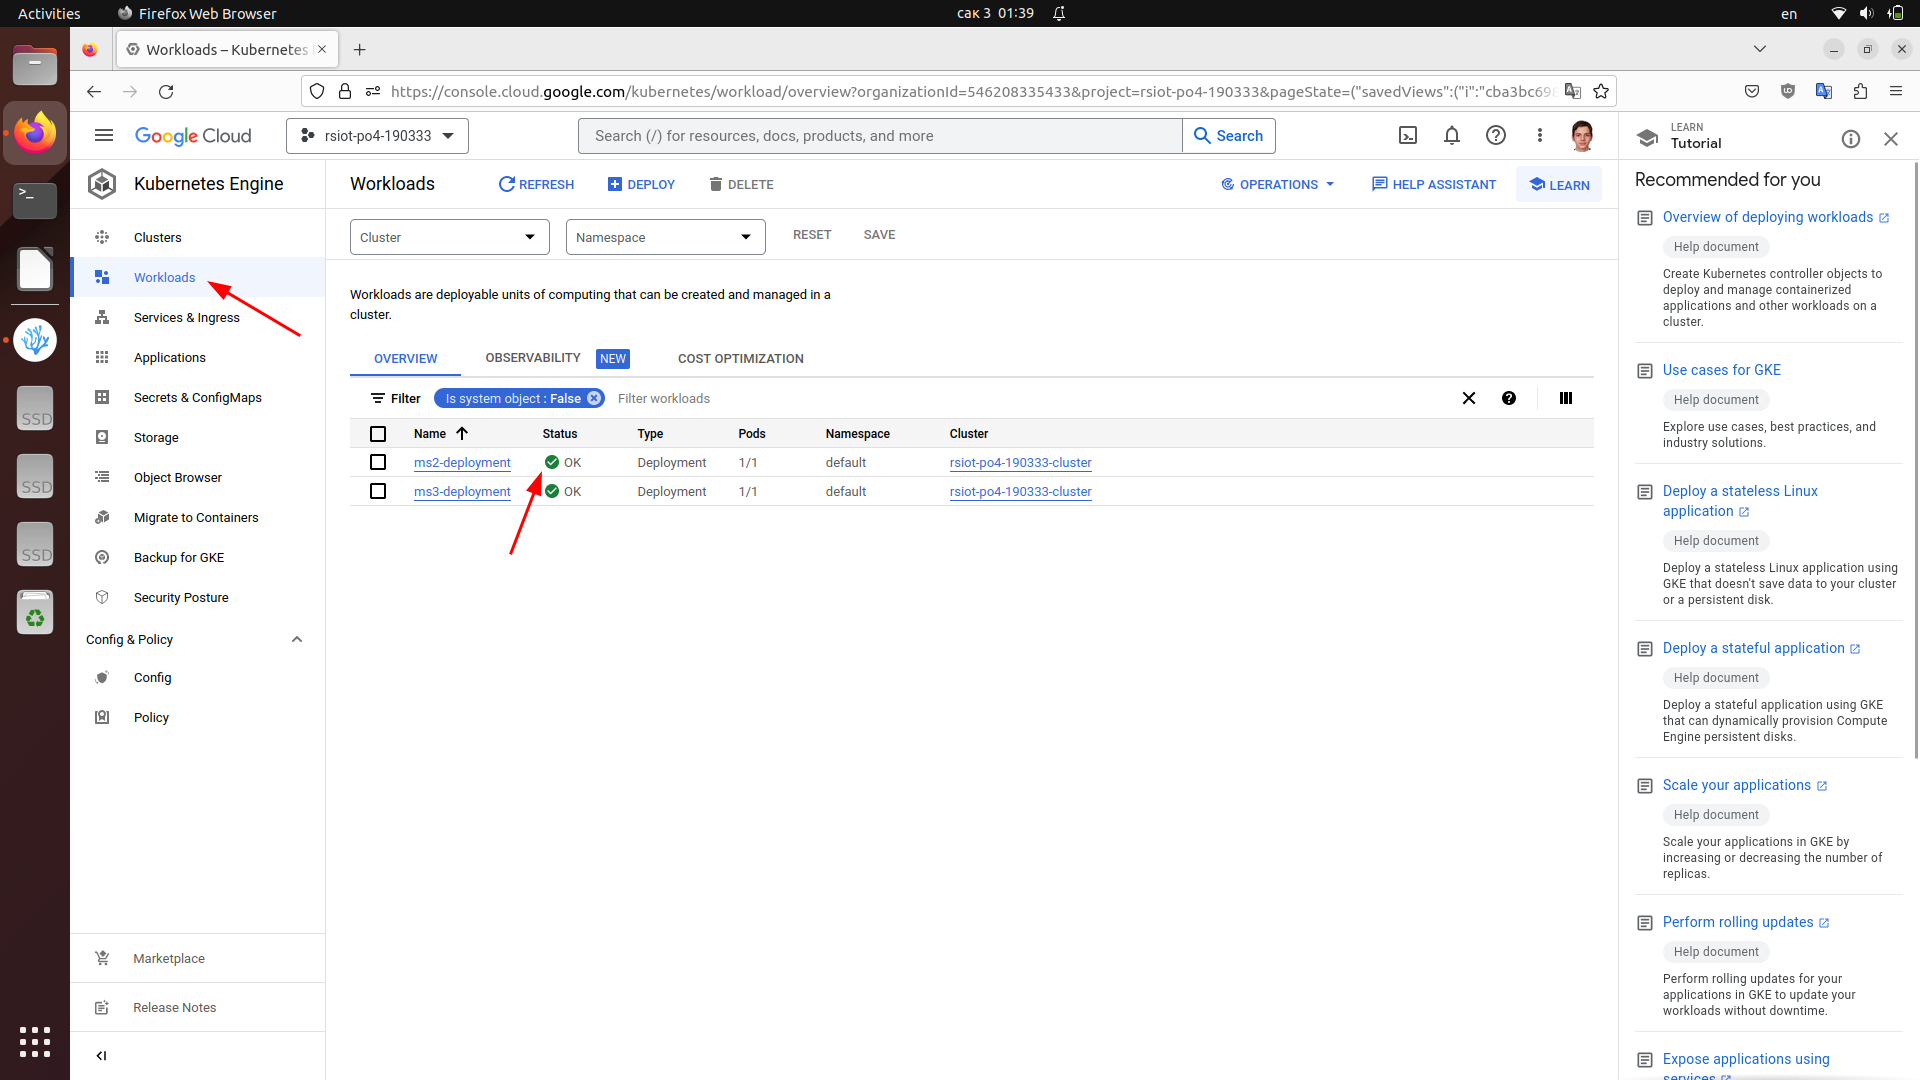 Activities
Firefox Web Browser
сак 3 01:39
en
Workloads – Kubernetes
https://console.cloud.google.com/kubernetes/workload/overview?organizationId=546208335433&project=rsiot-po4-190333&pageState=("savedViews":("i":"cba3bc698
Google Cloud
rsiot-po4-190333
Search (/) for resources, docs, products, and more
Search
LEARN
Tutorial
Kubernetes Engine
Clusters
Workloads
Services & Ingress
Applications
Secrets & ConfigMaps
Storage
Object Browser
Migrate to Containers
Backup for GKE
Security Posture
Config & Policy
Config
Policy
Marketplace
Release Notes
SSD
SSD
SSD
Workloads
REFRESH
DEPLOY
DELETE
OPERATIONS
HELP ASSISTANT
LEARN
Cluster
Namespace
RESET
SAVE
Workloads are deployable units of computing that can be created and managed in a
cluster.
OVERVIEW
OBSERVABILITY
NEW
COST OPTIMIZATION
Filter
Is system object : False
Filter workloads
Name Status Type Pods Namespace Cluster
ms2-deployment OK Deployment 1/1 default rsiot-po4-190333-cluster
ms3-deployment OK Deployment 1/1 default rsiot-po4-190333-cluster
Recommended for you
Overview of deploying workloads
Help document
Create Kubernetes controller objects to
deploy and manage containerized
applications and other workloads on a
cluster.
Use cases for GKE
Help document
Explore use cases, best practices, and
industry solutions.
Deploy a stateless Linux
application
Help document
Deploy a stateless Linux application using
GKE that doesn't save data to your cluster
or a persistent disk.
Deploy a stateful application
Help document
Deploy a stateful application using GKE
that can dynamically provision Compute
Engine persistent disks.
Scale your applications
Help document
Scale your applications in GKE by
increasing or decreasing the number of
replicas.
Perform rolling updates
Help document
Perform rolling updates for your
applications in GKE to update your
workloads without downtime.
Expose applications using
services